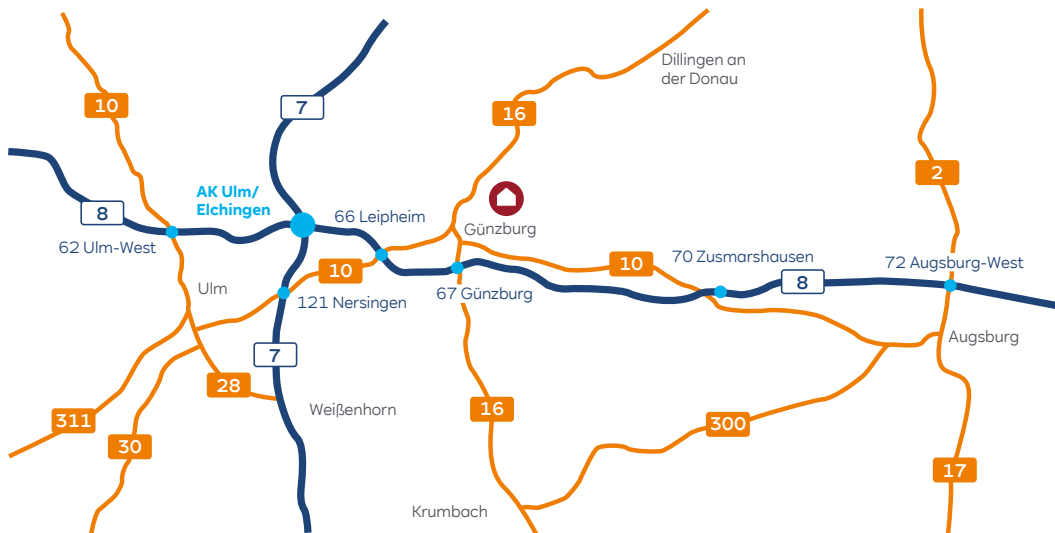 Dillingen an
der Donau
10
7
16
2
AK Ulm/
Elchingen
8
66 Leipheim
Günzburg
62 Ulm-West
10
10
70 Zusmarshausen
72 Augsburg-West
8
Ulm
121 Nersingen
67 Günzburg
Augsburg
7
28
Weißenhorn
16
311
30
300
17
Krumbach